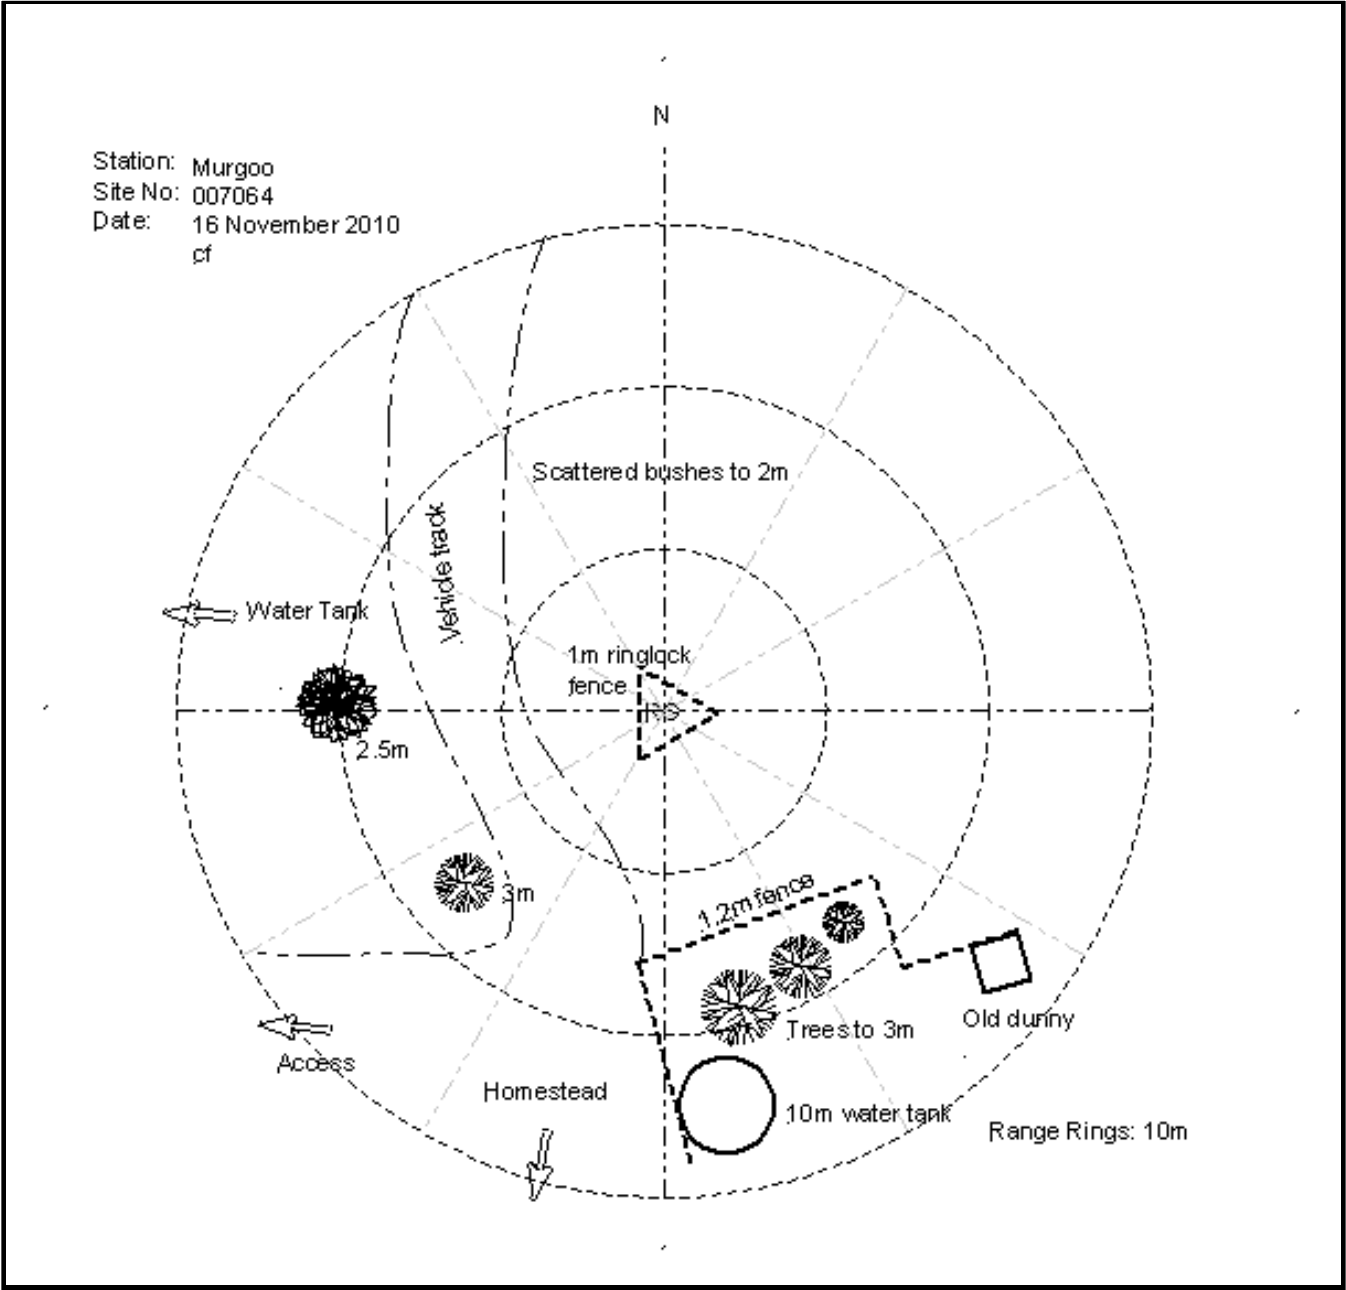 N
Station: Murgoo
Site No: 007064
Date: 16 November 2010
cf
Scattered bushes to 2m
Vehicle track
Water Tank
1m ringlock
fence
2.5m
3m
1.2m fence
Trees to 3m
Old dunny
Access
Homestead
10m water tank
Range Rings: 10m